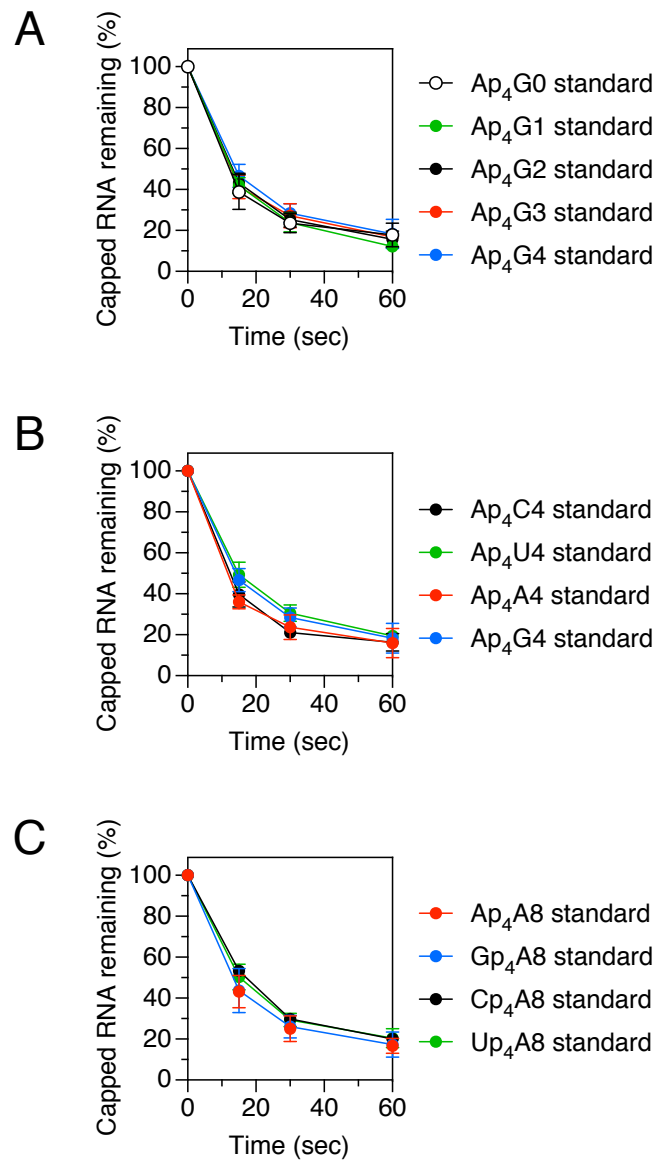 A
Capped RNA remaining (%)
100
80
60
40
20
0
0 20 40 60
Time (sec)
Ap₄G0 standard
Ap₄G1 standard
Ap₄G2 standard
Ap₄G3 standard
Ap₄G4 standard
B
Capped RNA remaining (%)
100
80
60
40
20
0
0 20 40 60
Time (sec)
Ap₄C4 standard
Ap₄U4 standard
Ap₄A4 standard
Ap₄G4 standard
C
Capped RNA remaining (%)
100
80
60
40
20
0
0 20 40 60
Time (sec)
Ap₄A8 standard
Gp₄A8 standard
Cp₄A8 standard
Up₄A8 standard